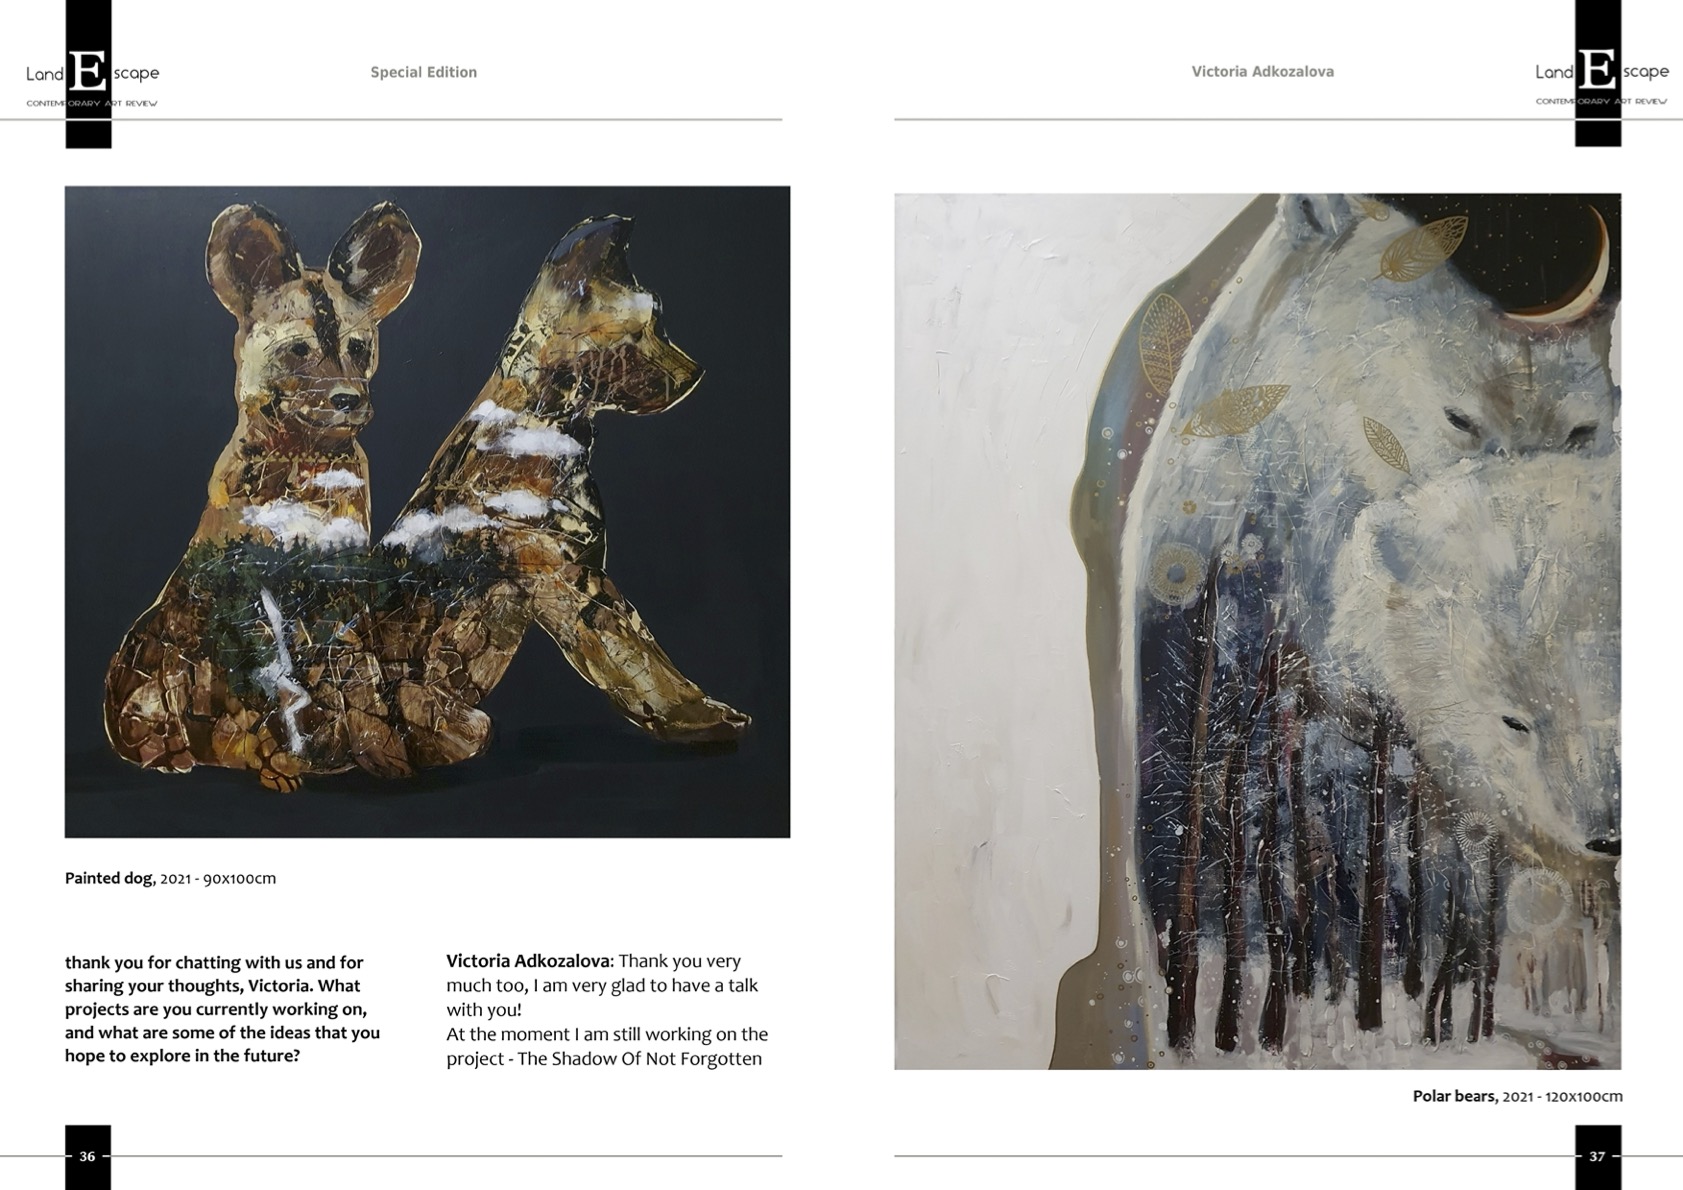 Land E scape
CONTEMPORARY ART REVIEW
Special Edition
Painted dog, 2021 - 90x100cm
thank you for chatting with us and for
sharing your thoughts, Victoria. What
projects are you currently working on,
and what are some of the ideas that you
hope to explore in the future?
Victoria Adkozalova: Thank you very
much too, I am very glad to have a talk
with you!
At the moment I am still working on the
project - The Shadow Of Not Forgotten
36
Victoria Adkozalova
Land E scape
CONTEMPORARY ART REVIEW
Polar bears, 2021 - 120x100cm
37